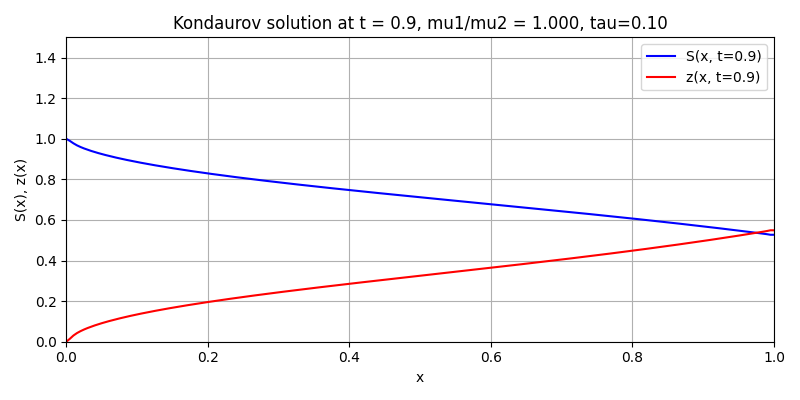 Kondaurov solution at t = 0.9, mu1/mu2 = 1.000, tau=0.10
S(x, t=0.9)
z(x, t=0.9)
S(x), z(x)
1.4
1.2
1.0
0.8
0.6
0.4
0.2
0.0
0.0 0.2 0.4 0.6 0.8 1.0
x